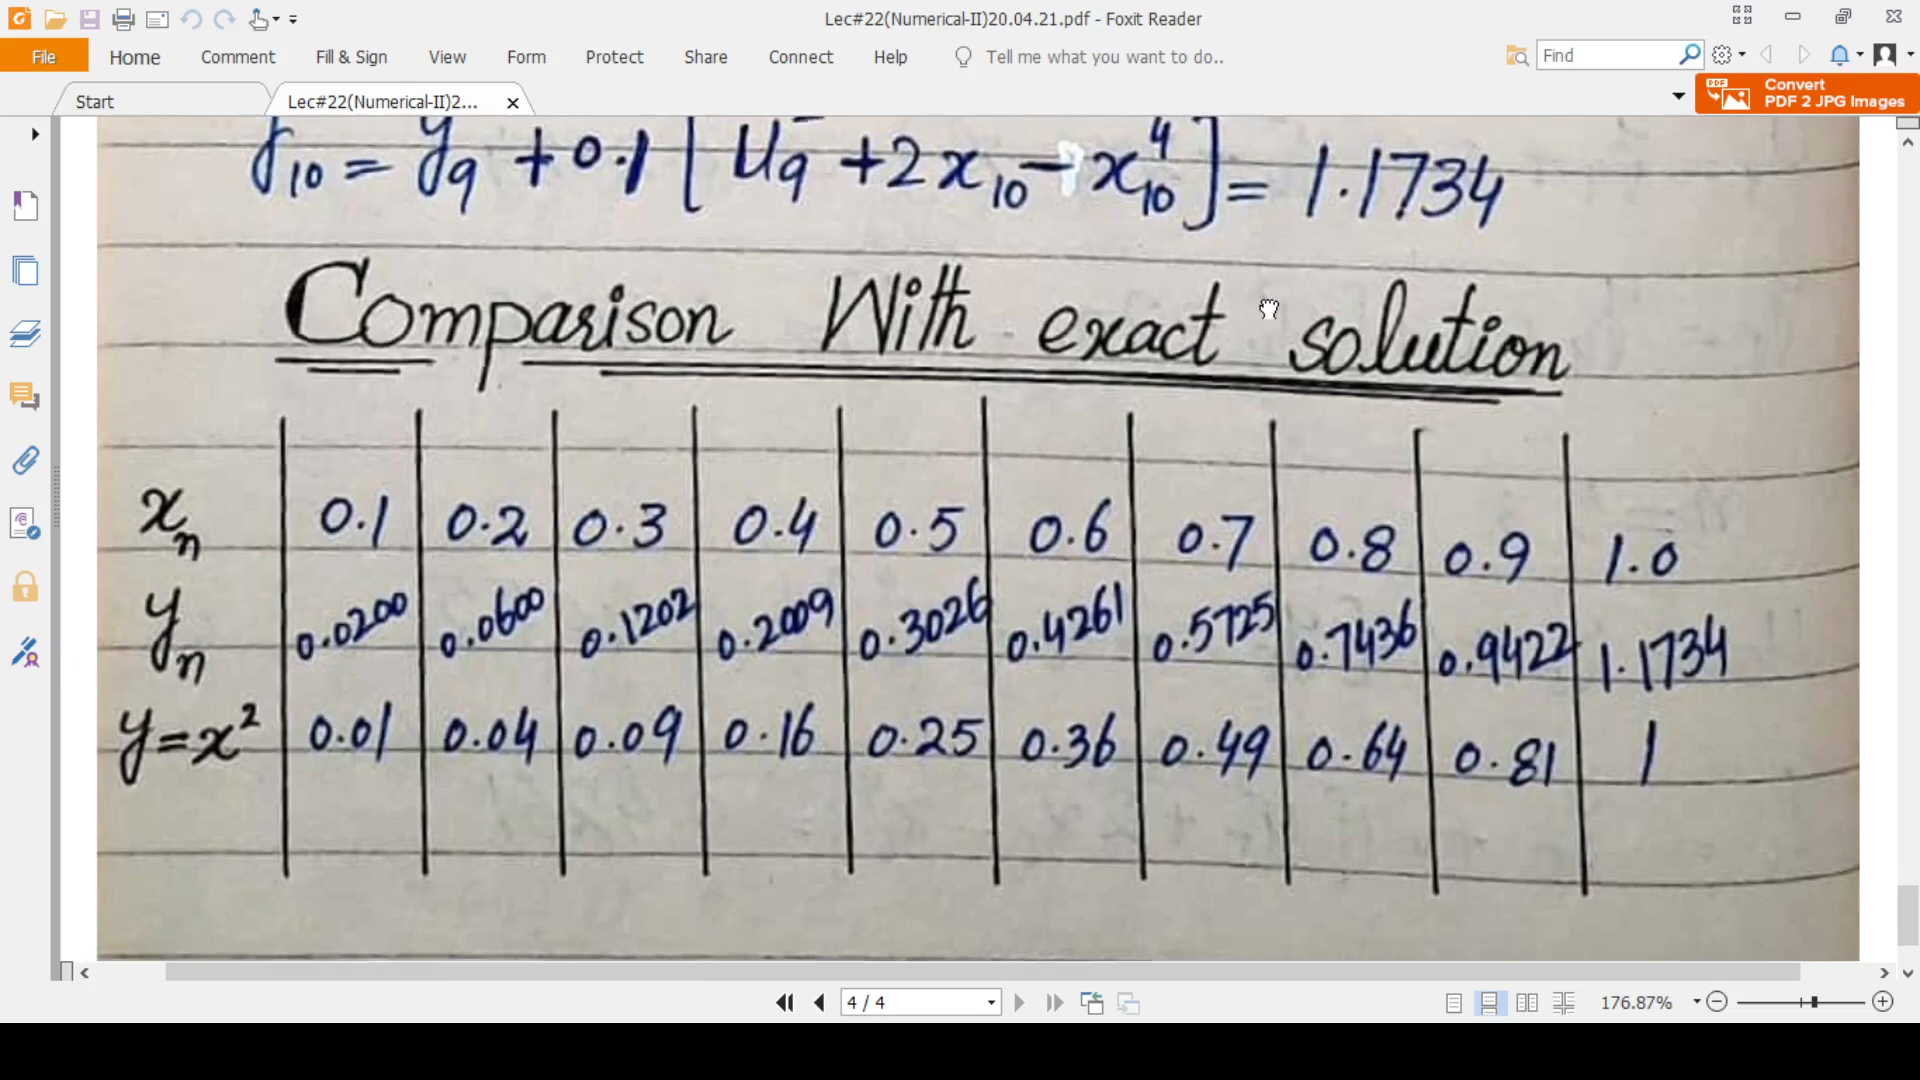 Lec#22(Numerical-II)20.04.21.pdf - Foxit Reader
File Home Comment Fill & Sign View Form Protect Share Connect Help Tell me what you want to do.. Find
Start Lec#22(Numerical-II)2...
Convert
PDF 2 JPG Images
y₁₀ = y₉ + 0.1 [ + 2x₁₀ - x₁₀⁴ ] = 1.1734
Comparison With exact solution
xₙ 0.1 0.2 0.3 0.4 0.5 0.6 0.7 0.8 0.9 1.0
yₙ 0.0200 0.0600 0.1202 0.2009 0.3026 0.4261 0.5725 0.7436 0.9422 1.1734
y=x² 0.01 0.04 0.09 0.16 0.25 0.36 0.49 0.64 0.81 1
4 / 4 176.87%